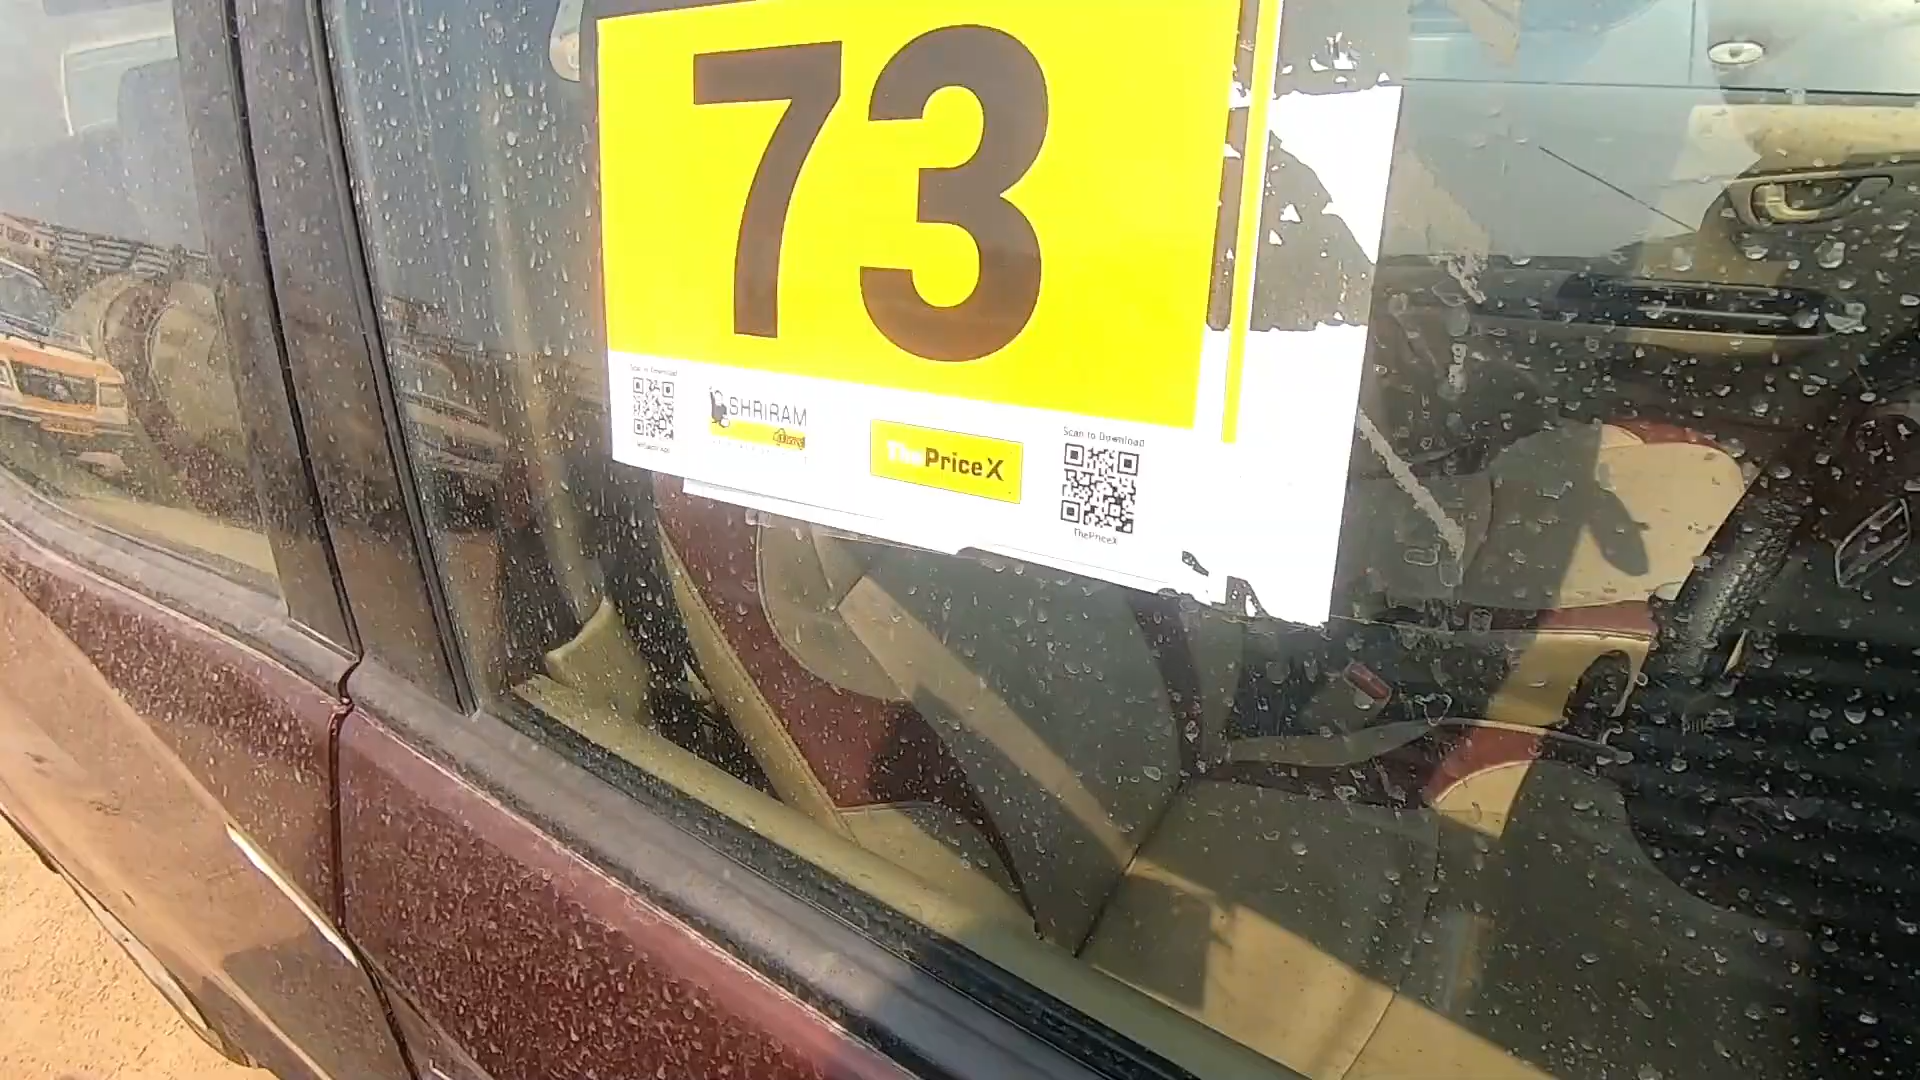 73
Scan to Download
SHRIRAM
ThePriceX
Scan to Download
ThePriceX